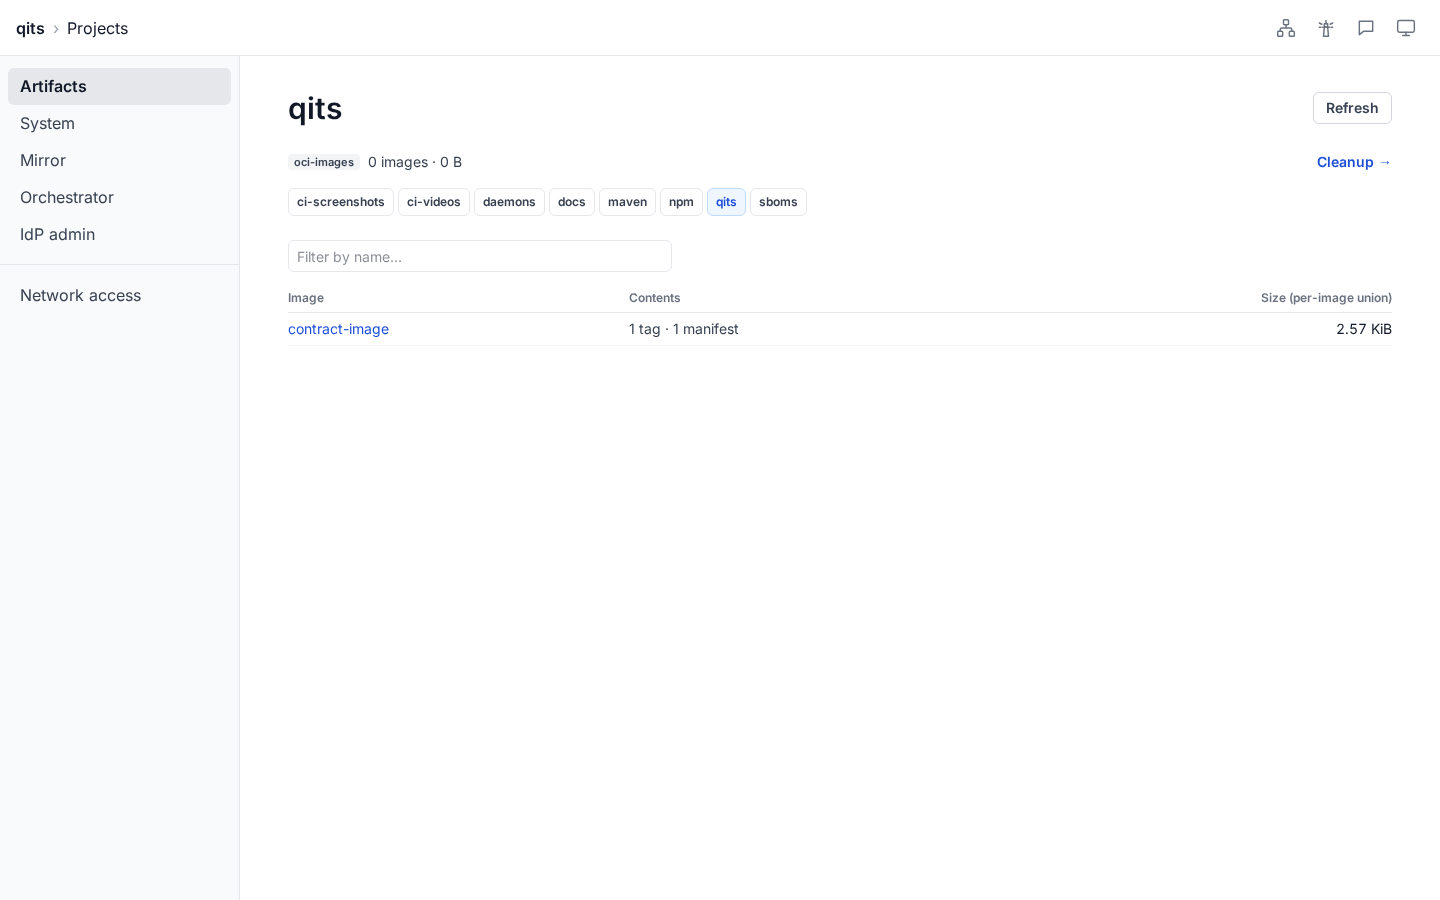 qits › Projects
Artifacts
System
Mirror
Orchestrator
IdP admin
Network access
qits
Refresh
oci-images 0 images · 0 B
Cleanup →
ci-screenshots ci-videos daemons docs maven npm qits sboms
Filter by name...
Image Contents Size (per-image union)
contract-image 1 tag · 1 manifest 2.57 KiB